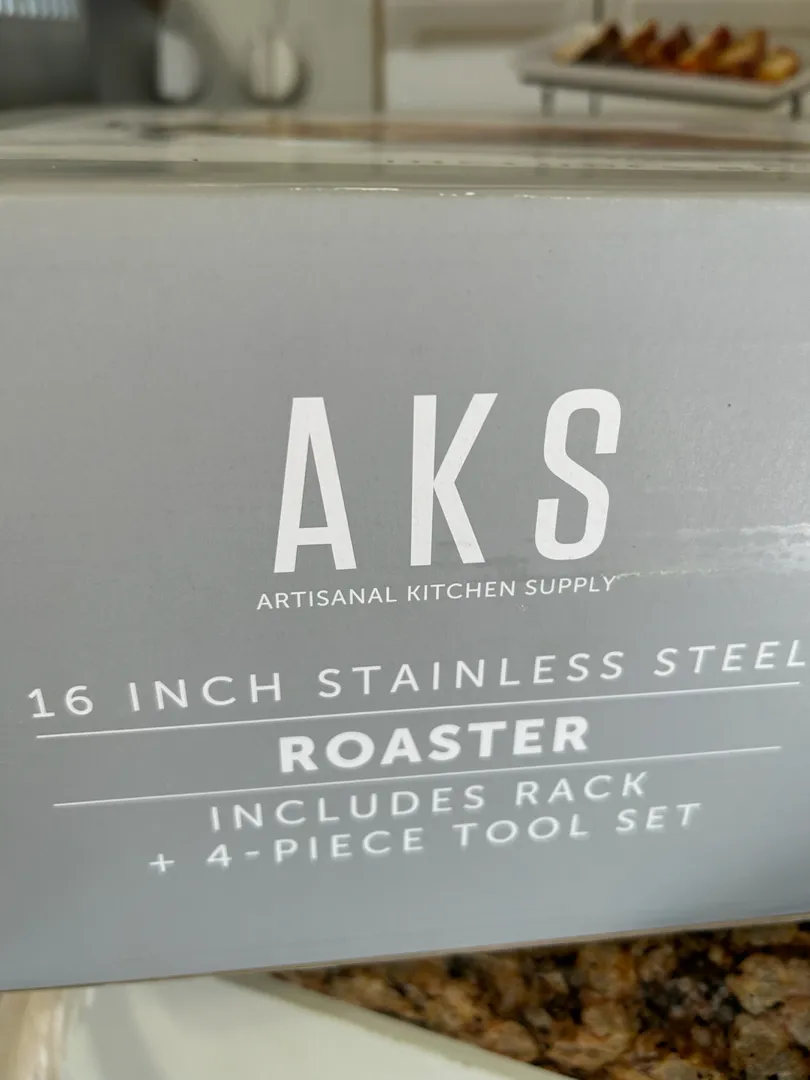 AKS
ARTISANAL KITCHEN SUPPLY
16 INCH STAINLESS STEEL
ROASTER
INCLUDES RACK
+ 4-PIECE TOOL SET